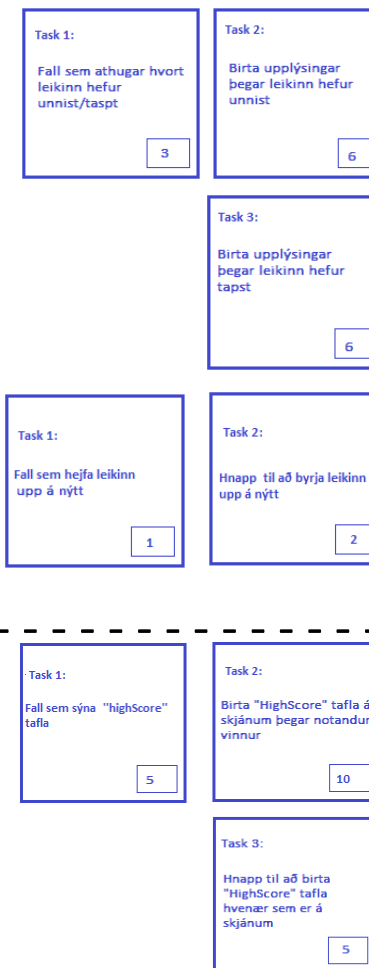 Task 1:
Fall sem athugar hvort
leikinn hefur
unnist/taspt
3
Task 2:
Birta upplýsingar
þegar leikinn hefur
unnist
6
Task 3:
Birta upplýsingar
þegar leikinn hefur
tapst
6
Task 1:
Fall sem hejfa leikinn
upp á nýtt
1
Task 2:
Hnapp til að byrja leikinn
upp á nýtt
2
Task 1:
Fall sem sýna "highScore"
tafla
5
Task 2:
Birta "HighScore" tafla á
skjánum þegar notandur
vinnur
10
Task 3:
Hnapp til að birta
"HighScore" tafla
hvenær sem er á
skjánum
5